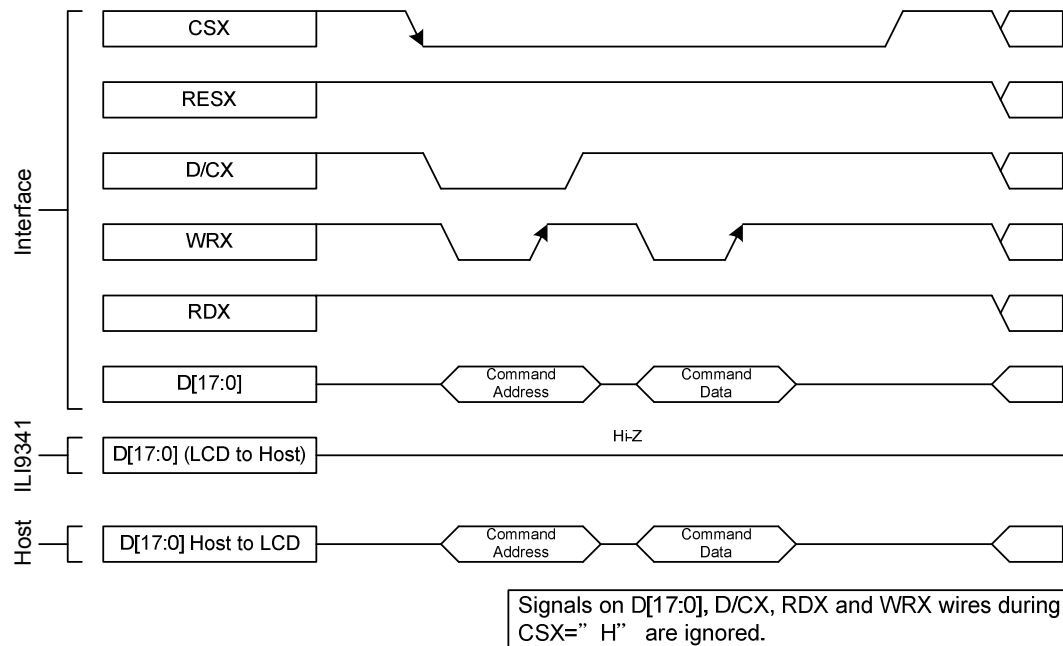 CSX
RESX
D/CX
WRX
RDX
D[17:0]
Command
Address
Command
Data
Interface
Hi-Z
D[17:0] (LCD to Host)
ILI9341
D[17:0] Host to LCD
Command
Address
Command
Data
Host
Signals on D[17:0], D/CX, RDX and WRX wires during
CSX=” H” are ignored.